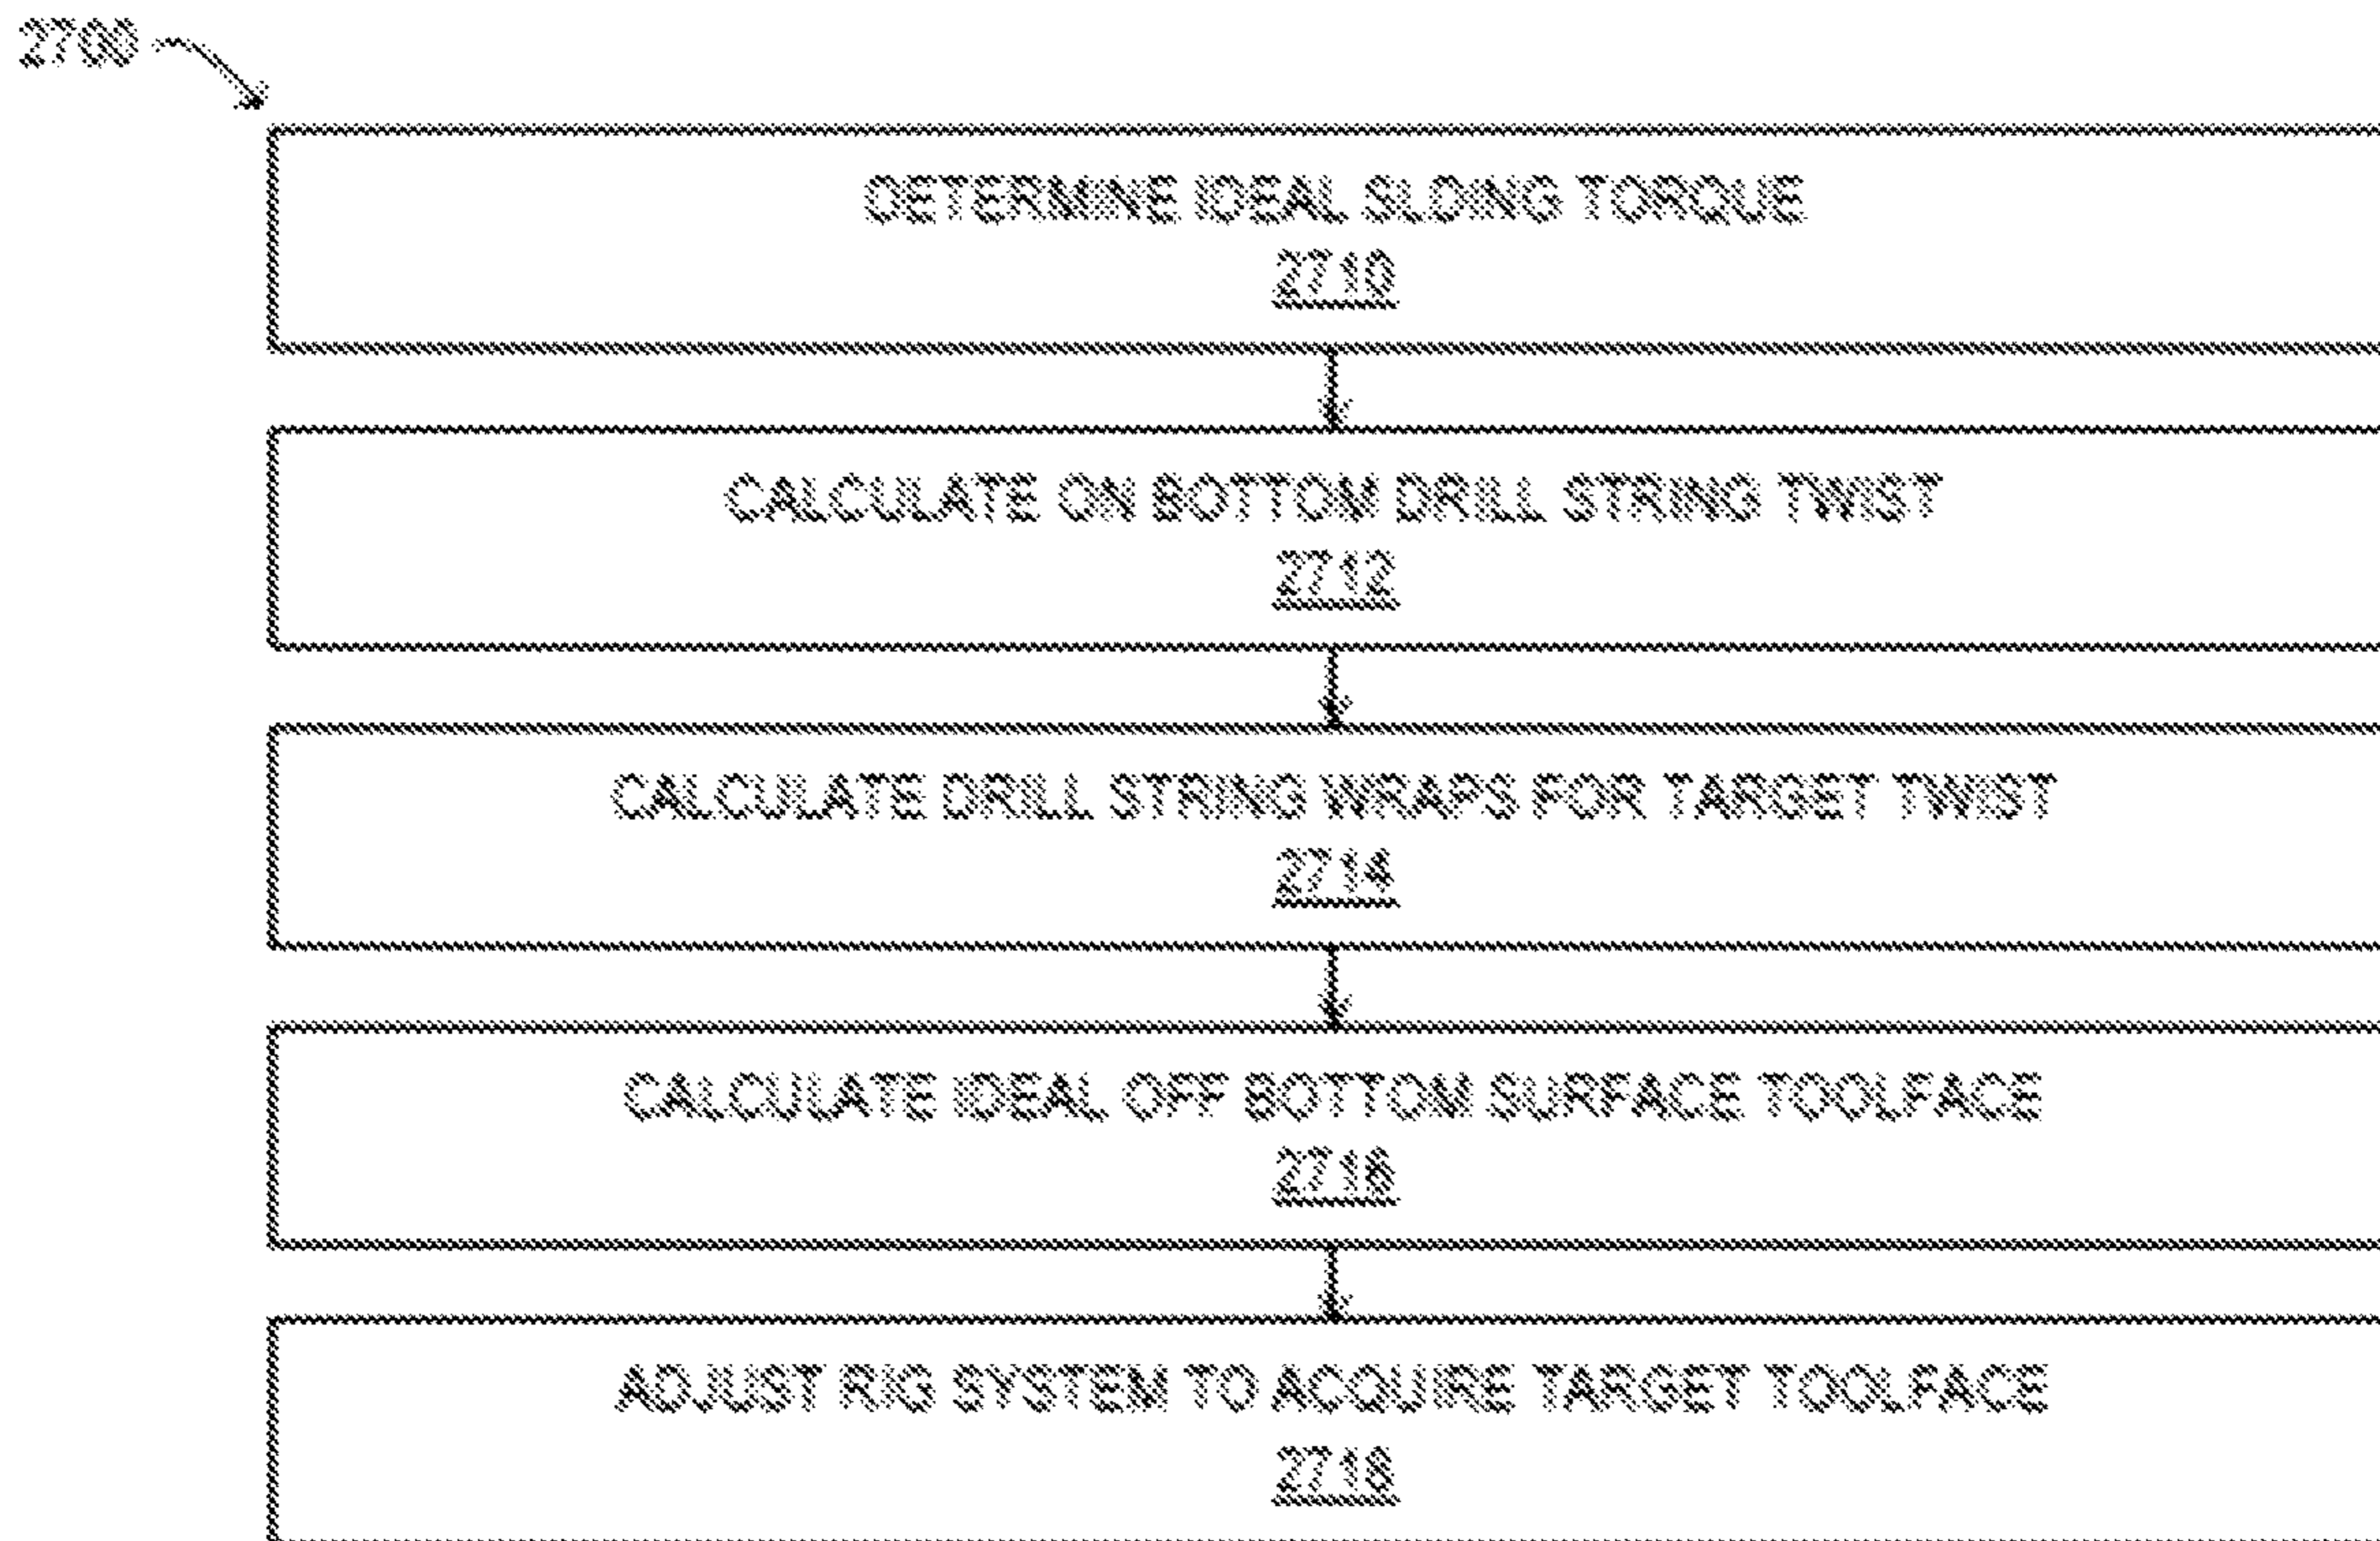 2700
DETERMINE IDEAL SLDING TORQUE
2710
CALCULATE ON BOTTOM DRILL STRING TWIST
2712
CALCULATE DRILL STRING WRAPS FOR TARGET TWIST
2714
CALCULATE IDEAL OFF BOTTOM SURFACE TOOLFACE
2716
ADJUST RIG SYSTEM TO ACQUIRE TARGET TOOLFACE
2718